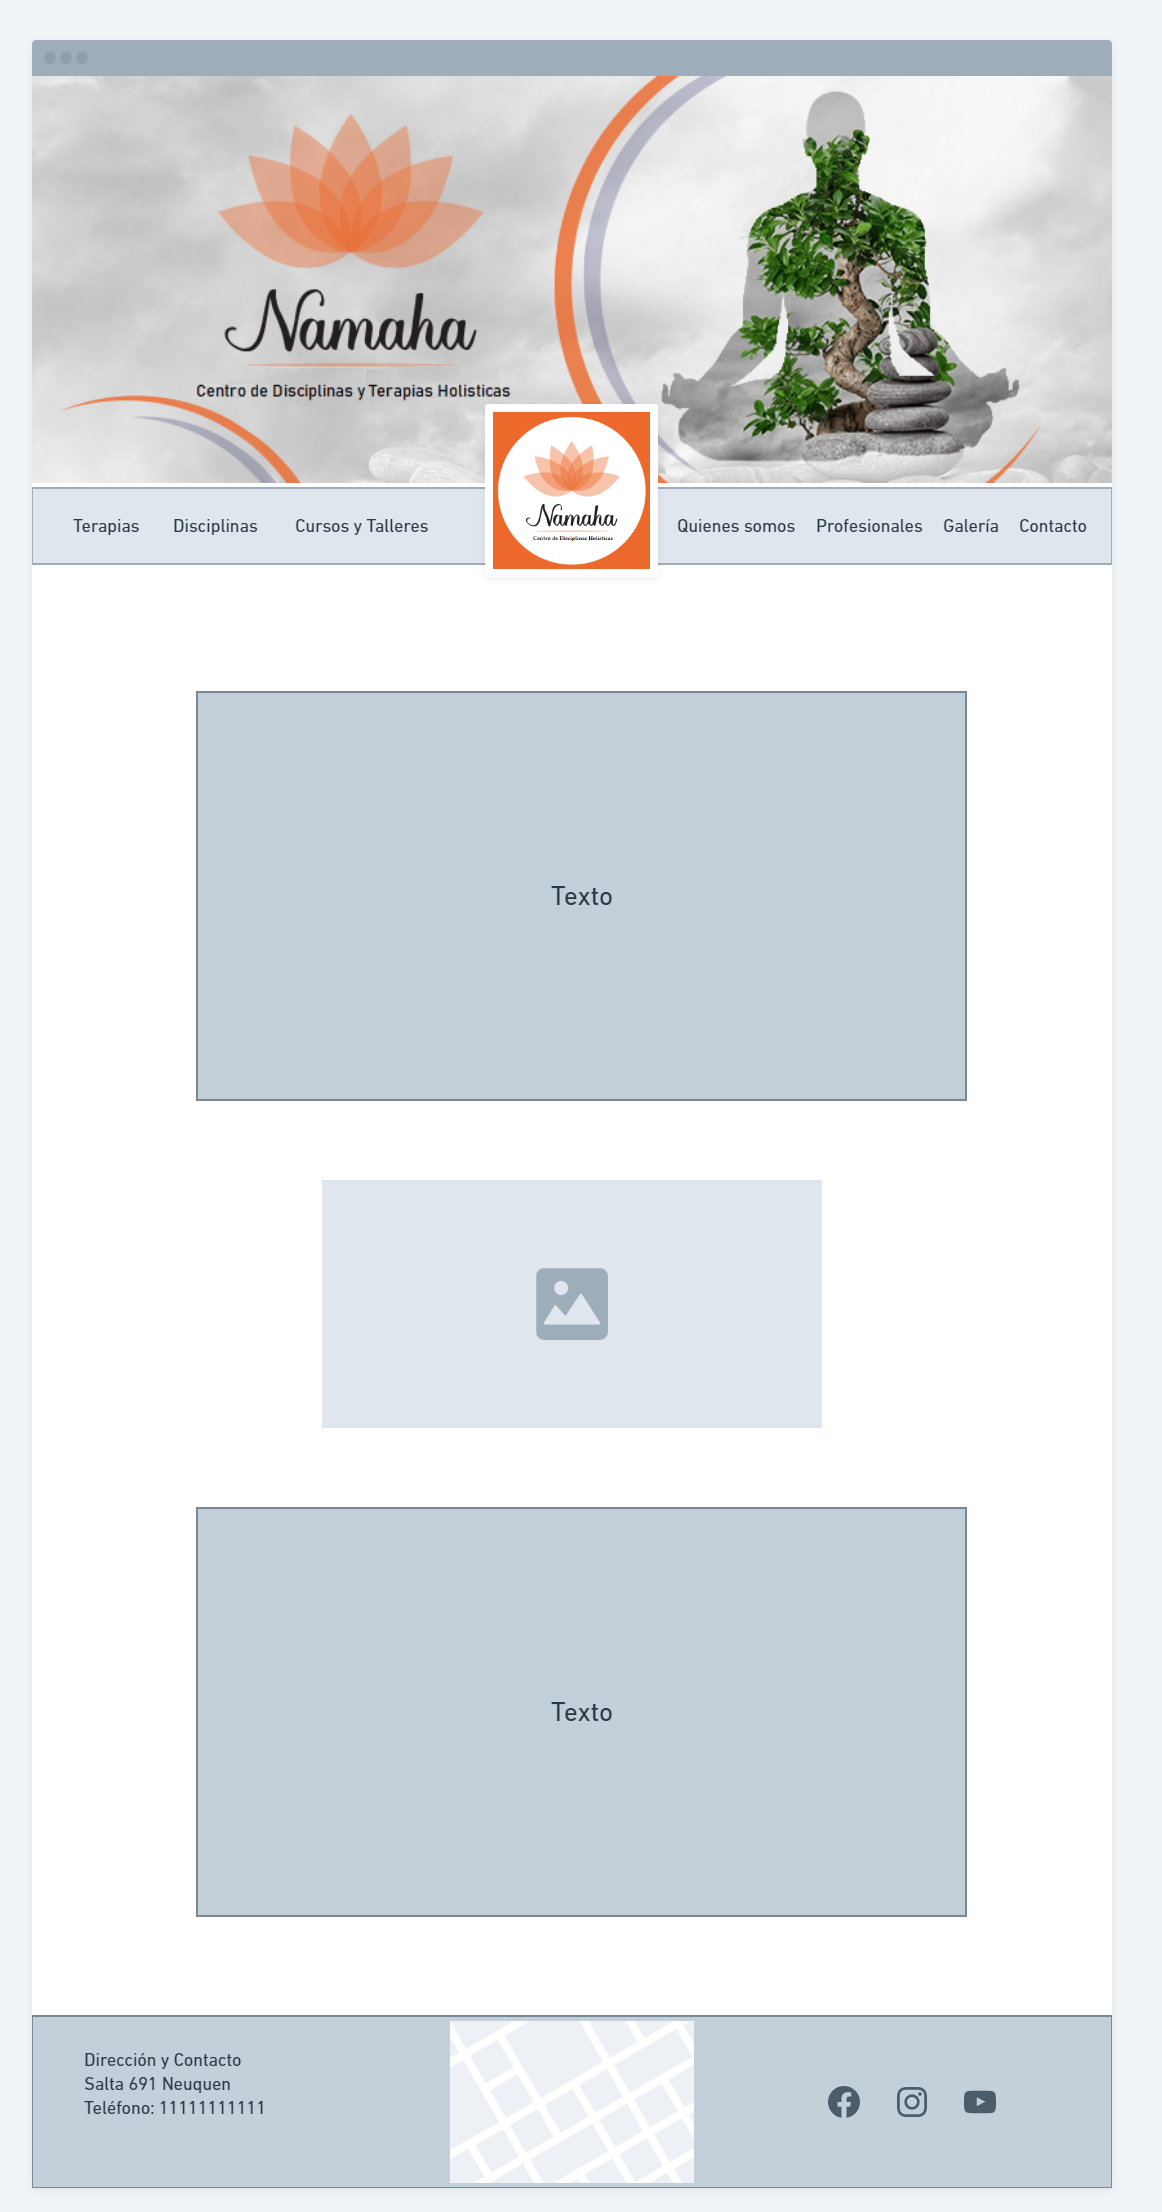 Namaha
Centro de Disciplinas y Terapias Holisticas
Terapias
Disciplinas
Cursos y Talleres
Namaha
Centro de Disciplinas Holisticas
Quienes somos
Profesionales
Galería
Contacto
Texto
Texto
Dirección y Contacto
Salta 691 Neuquen
Teléfono: 11111111111